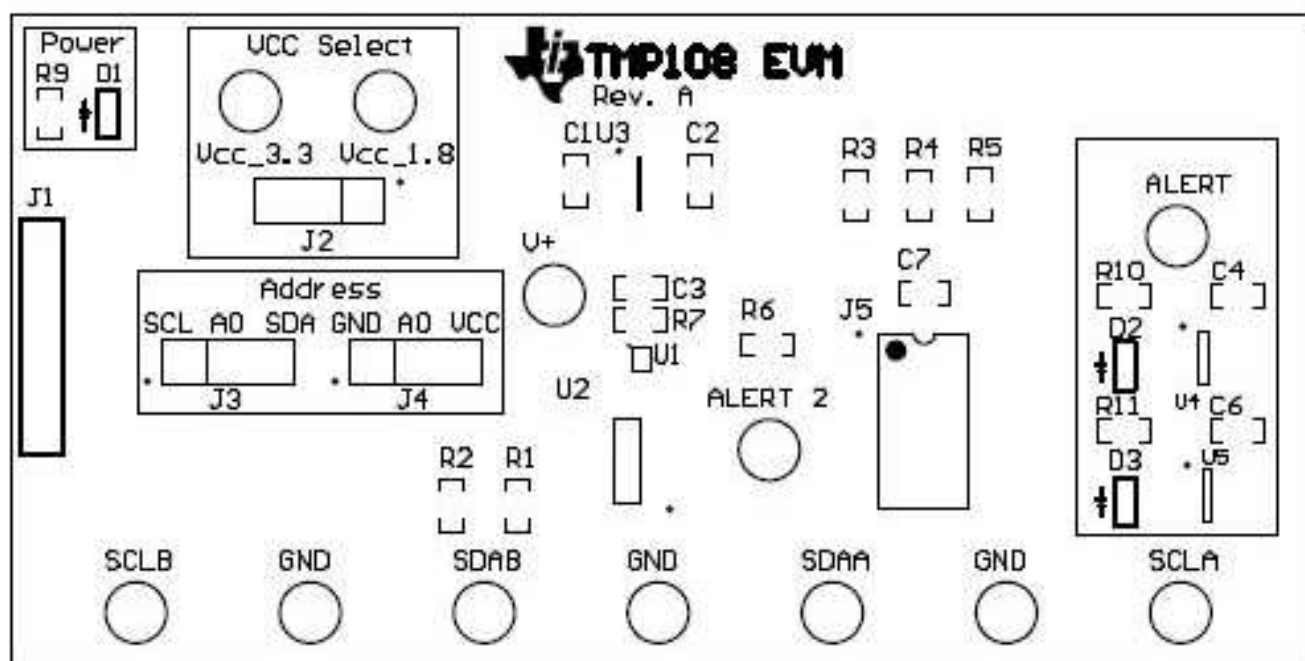 Power
VCC Select
TMP108 EVM
Rev. A
R9 D1
Vcc_3.3 Vcc_1.8
C1 U3 C2
R3 R4 R5
ALERT
J1
J2
V+
C7
R10 C4
Address
C3
SCL A0 SDA GND A0 VCC
R7
R6
J5
D2
U1
J3 J4
U2
ALERT 2
R11 U4 C6
R2 R1
D3 U5
SCLB GND SDAB GND SDAA GND SCLA